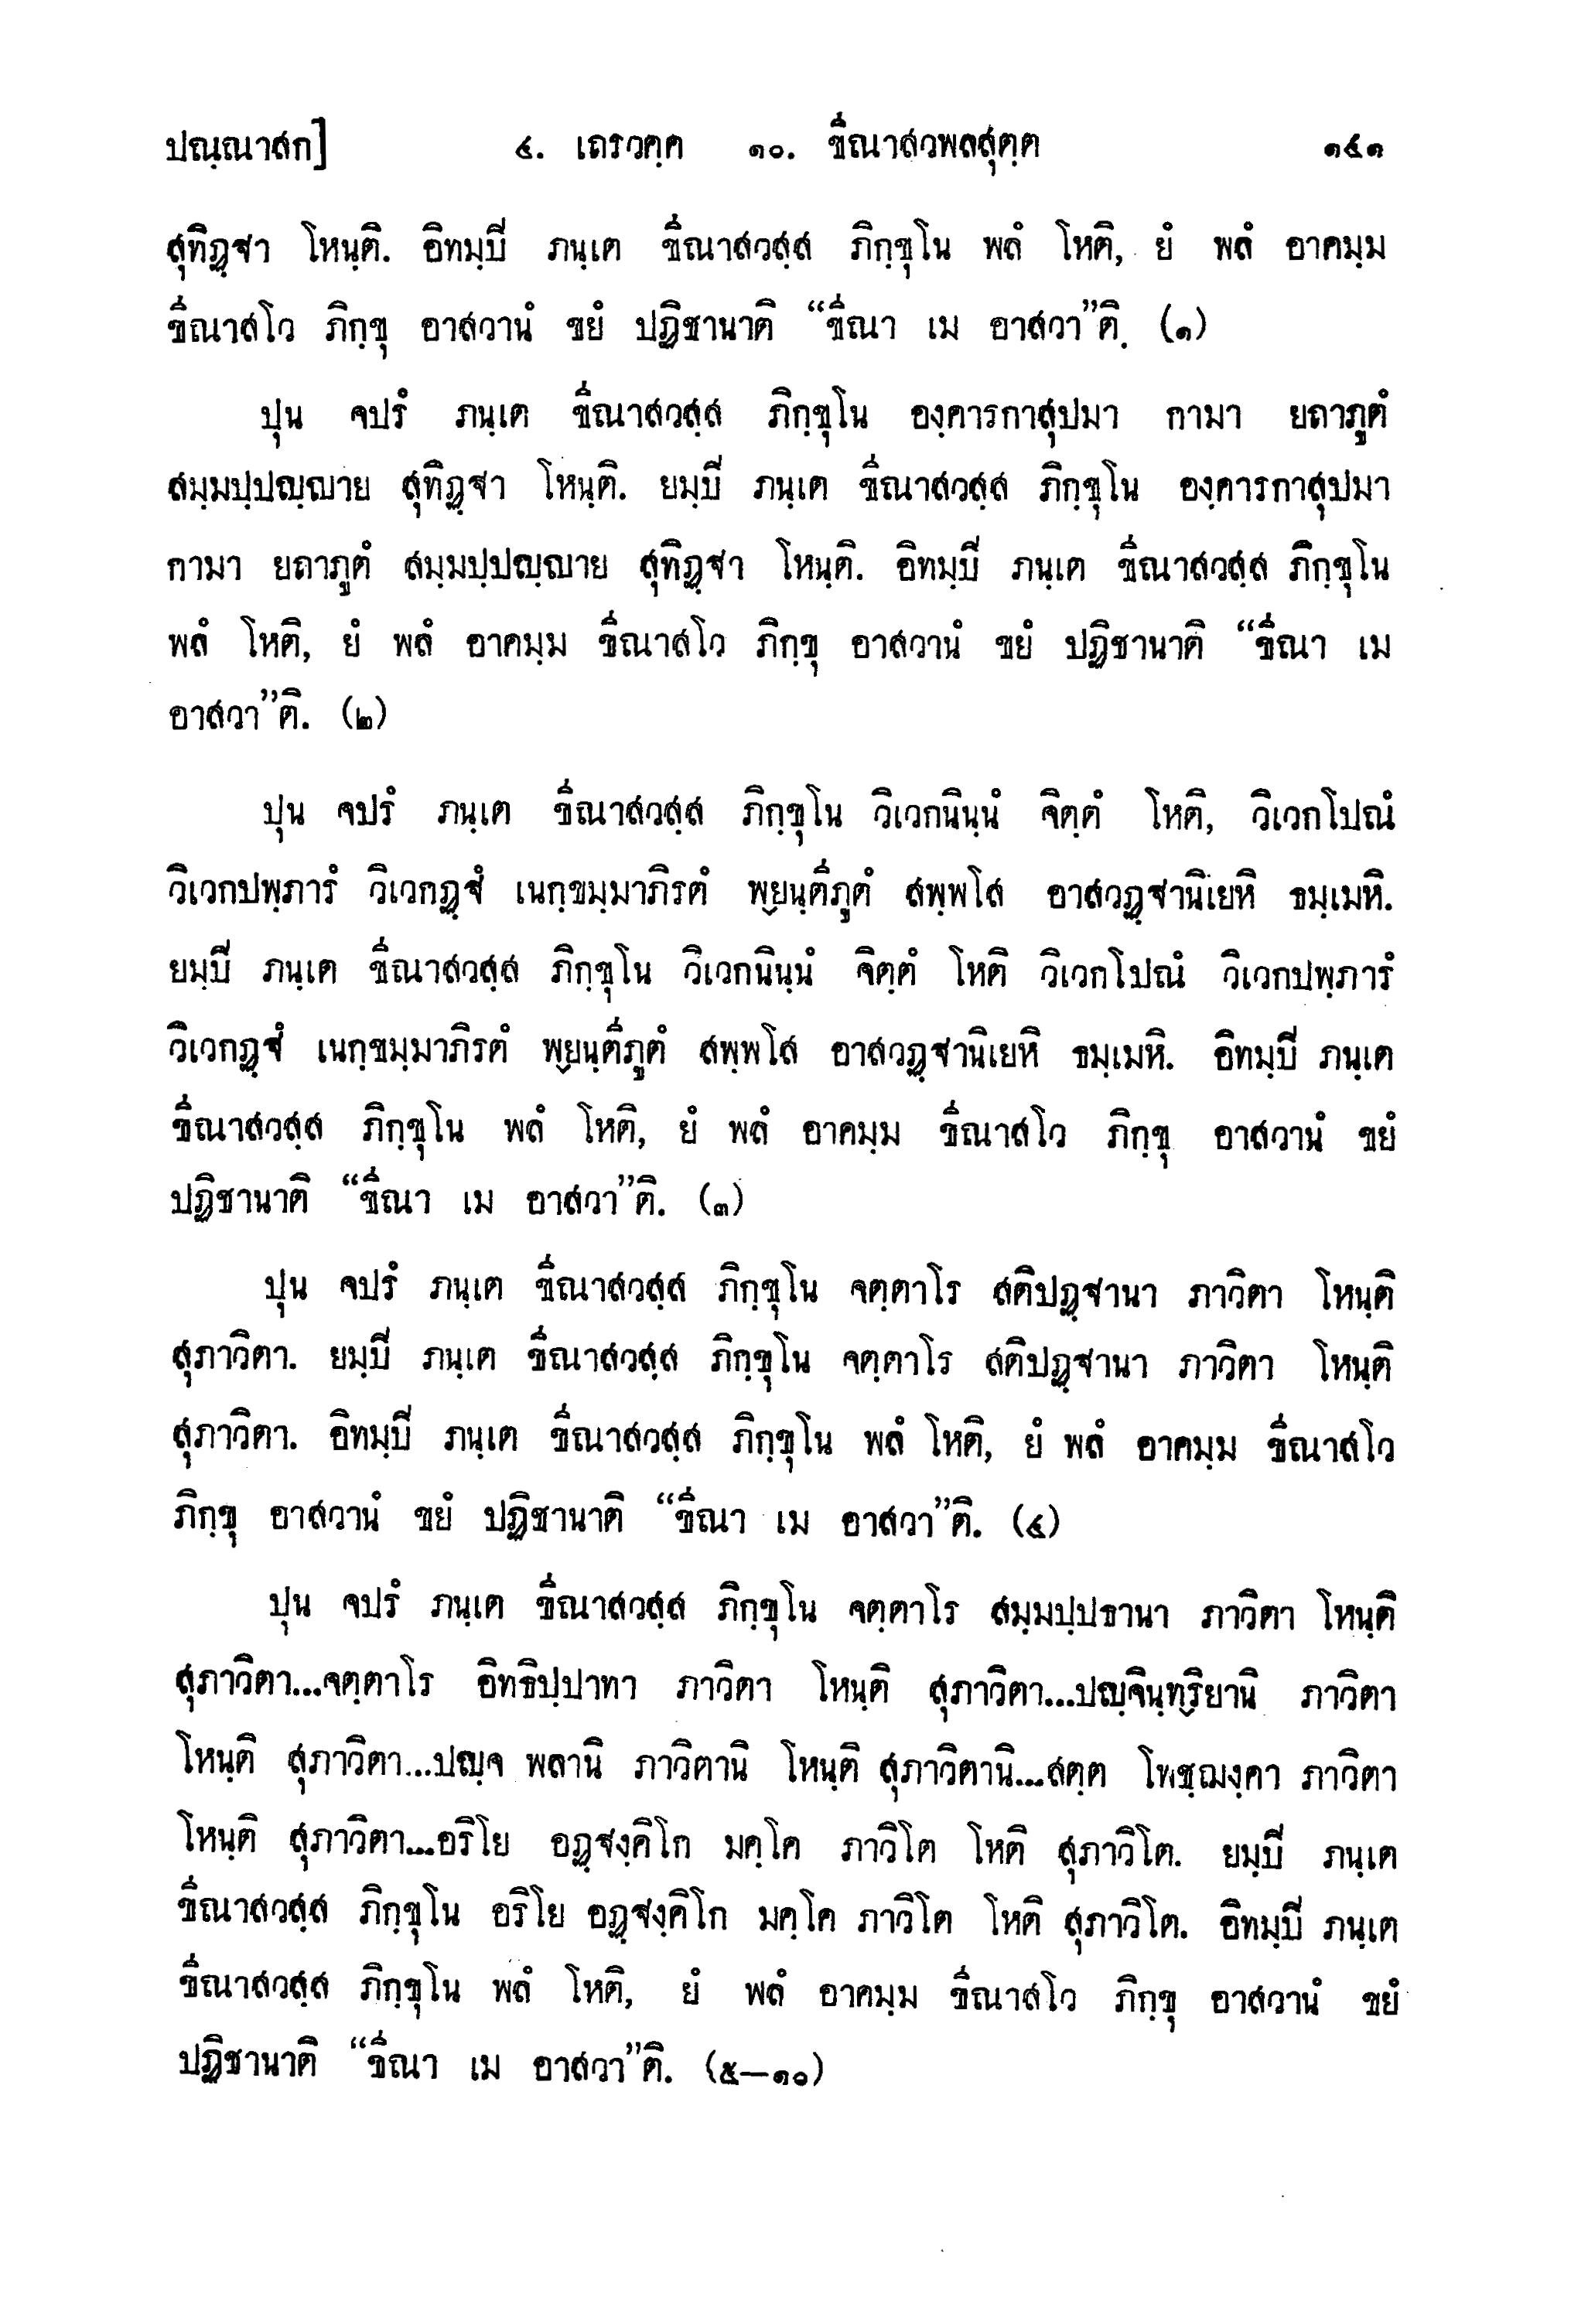 ปณฺณาสก]    ๔. เถรวคฺค    ๑๐. ขีณาสวพลสุตฺต    ๑๔๑
สุทิฏฺฐา โหนฺติ. อิทมฺปิ ภนฺเต ขีณาสวสฺส ภิกฺขุโน พลํ โหติ, ยํ พลํ อาคมฺม
ขีณาสโว ภิกฺขุ อาสวานํ ขยํ ปฏิชานาติ “ขีณา เม อาสวา”ติ. (๑)
ปุน จปรํ ภนฺเต ขีณาสวสฺส ภิกฺขุโน องฺคารกาสุปมา กามา ยถาภูตํ
สมฺมปฺปญฺญาย สุทิฏฺฐา โหนฺติ. ยมฺปิ ภนฺเต ขีณาสวสฺส ภิกฺขุโน องฺคารกาสุปมา
กามา ยถาภูตํ สมฺมปฺปญฺญาย สุทิฏฺฐา โหนฺติ. อิทมฺปิ ภนฺเต ขีณาสวสฺส ภิกฺขุโน
พลํ โหติ, ยํ พลํ อาคมฺม ขีณาสโว ภิกฺขุ อาสวานํ ขยํ ปฏิชานาติ “ขีณา เม
อาสวา”ติ. (๒)
ปุน จปรํ ภนฺเต ขีณาสวสฺส ภิกฺขุโน วิเวกนินฺนํ จิตฺตํ โหติ, วิเวกโปณํ
วิเวกปพฺภารํ วิเวกฏฺฐํ เนกฺขมฺมาภิรตํ พ๎ยนฺตีภูตํ สพฺพโส อาสวฏฺฐานิเยหิ ธมฺเมหิ.
ยมฺปิ ภนฺเต ขีณาสวสฺส ภิกฺขุโน วิเวกนินฺนํ จิตฺตํ โหติ วิเวกโปณํ วิเวกปพฺภารํ
วิเวกฏฺฐํ เนกฺขมฺมาภิรตํ พ๎ยนฺตีภูตํ สพฺพโส อาสวฏฺฐานิเยหิ ธมฺเมหิ. อิทมฺปิ ภนฺเต
ขีณาสวสฺส ภิกฺขุโน พลํ โหติ, ยํ พลํ อาคมฺม ขีณาสโว ภิกฺขุ อาสวานํ ขยํ
ปฏิชานาติ “ขีณา เม อาสวา”ติ. (๓)
ปุน จปรํ ภนฺเต ขีณาสวสฺส ภิกฺขุโน จตฺตาโร สติปฏฺฐานา ภาวิตา โหนฺติ
สุภาวิตา. ยมฺปิ ภนฺเต ขีณาสวสฺส ภิกฺขุโน จตฺตาโร สติปฏฺฐานา ภาวิตา โหนฺติ
สุภาวิตา. อิทมฺปิ ภนฺเต ขีณาสวสฺส ภิกฺขุโน พลํ โหติ, ยํ พลํ อาคมฺม ขีณาสโว
ภิกฺขุ อาสวานํ ขยํ ปฏิชานาติ “ขีณา เม อาสวา”ติ. (๔)
ปุน จปรํ ภนฺเต ขีณาสวสฺส ภิกฺขุโน จตฺตาโร สมฺมปฺปธานา ภาวิตา โหนฺติ
สุภาวิตา...จตฺตาโร อิทธิปฺปาทา ภาวิตา โหนฺติ สุภาวิตา...ปญฺจินฺท๎ริยานิ ภาวิตา
โหนฺติ สุภาวิตา...ปญฺจ พลานิ ภาวิตานิ โหนฺติ สุภาวิตานิ...สตฺต โพชฺฌงฺคา ภาวิตา
โหนฺติ สุภาวิตา...อริโย อฏฺฐงฺคิโก มคฺโค ภาวิโต โหติ สุภาวิโต. ยมฺปิ ภนฺเต
ขีณาสวสฺส ภิกฺขุโน อริโย อฏฺฐงฺคิโก มคฺโค ภาวิโต โหติ สุภาวิโต. อิทมฺปิ ภนฺเต
ขีณาสวสฺส ภิกฺขุโน พลํ โหติ, ยํ พลํ อาคมฺม ขีณาสโว ภิกฺขุ อาสวานํ ขยํ
ปฏิชานาติ “ขีณา เม อาสวา”ติ. (๕—๑๐)